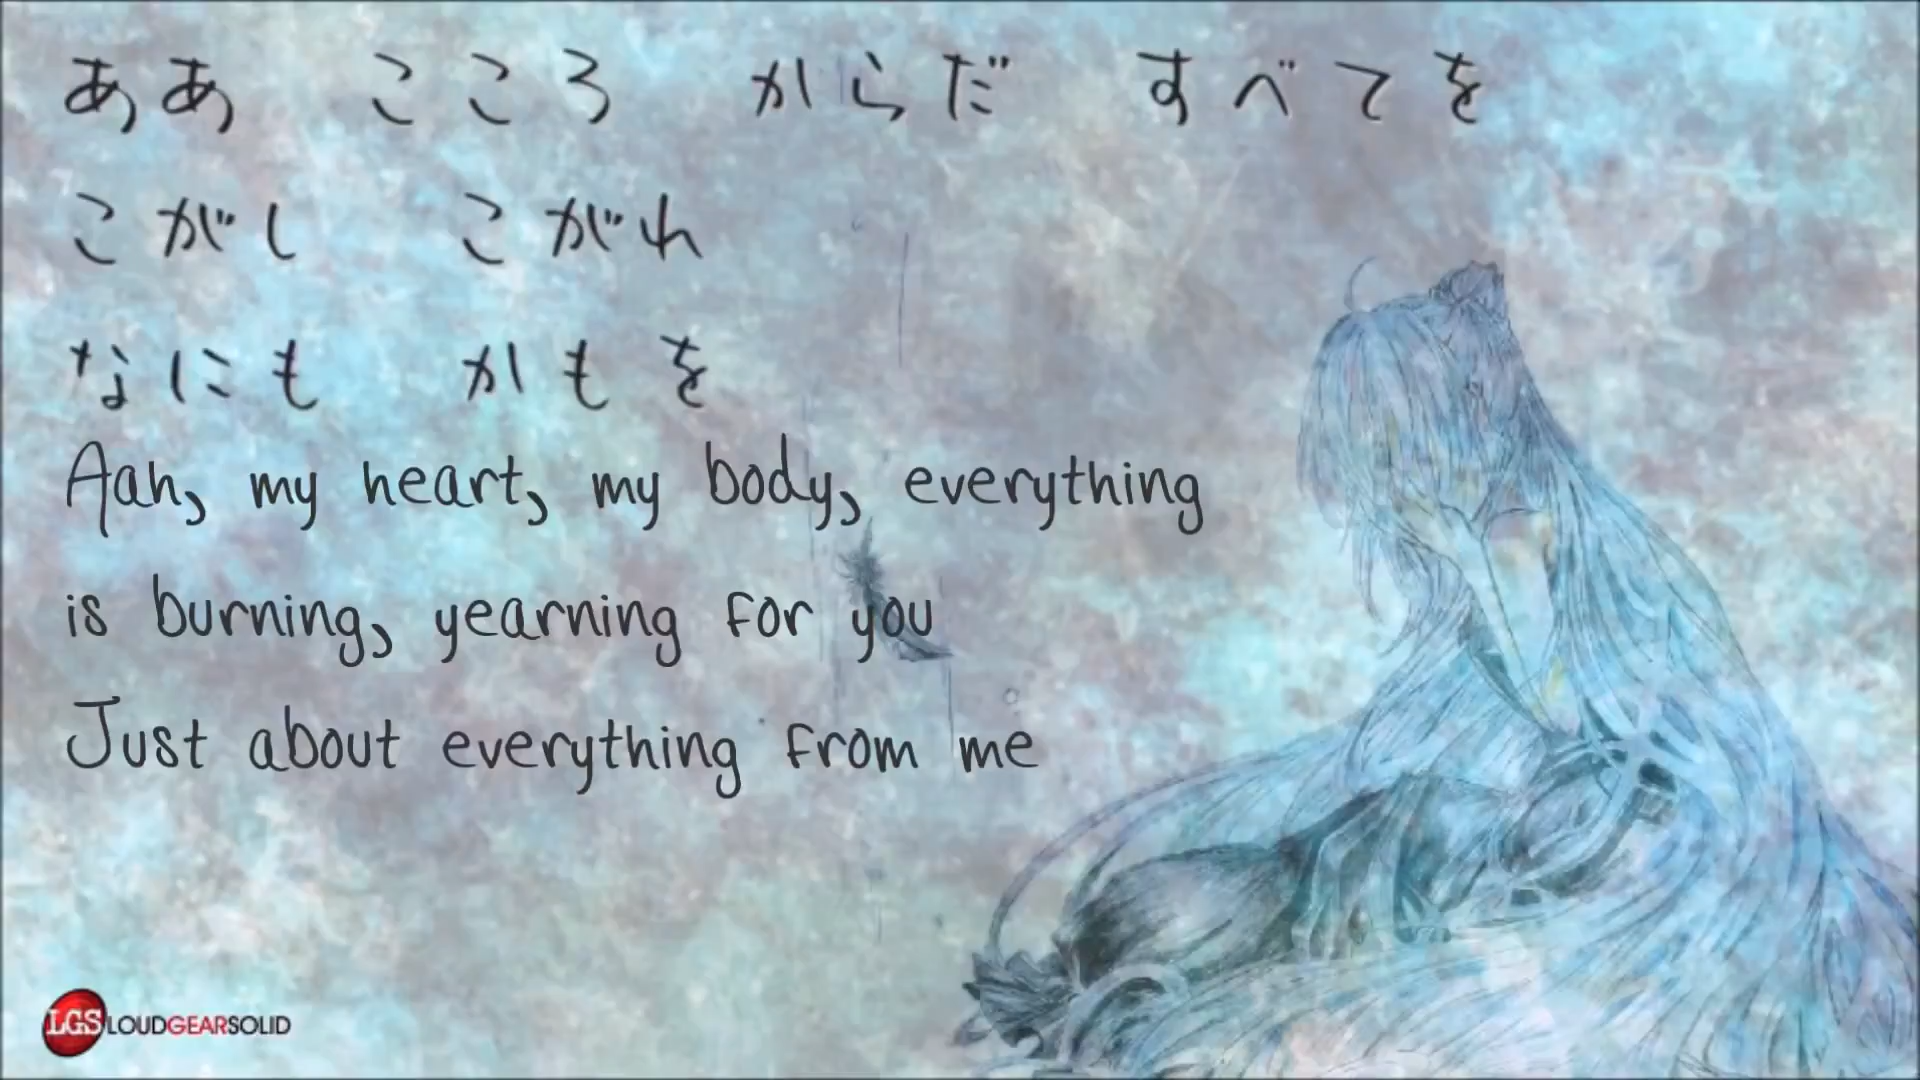 ああ こころ からだ すべてを
こがし こがれ
なにも かもを
Aah, my heart, my body, everything
is burning, yearning for you
Just about everything from me
LGS LOUDGEARSOLID